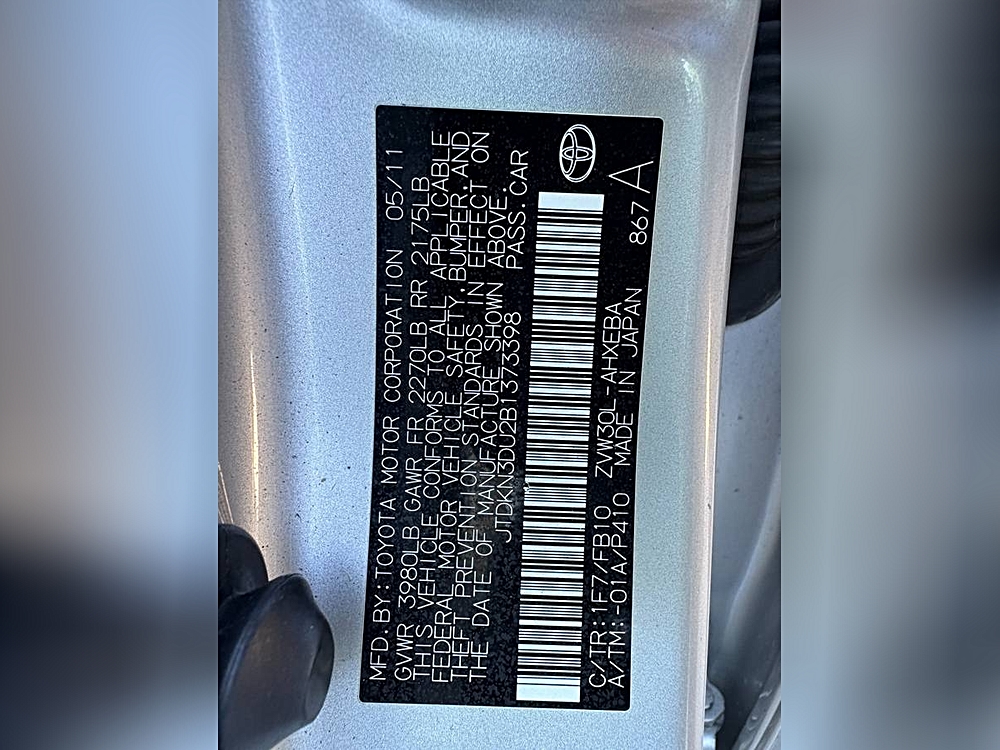 MFD.BY:TOYOTA MOTOR CORPORATION 05/11
GVWR 3980LB GAWR FR 2270LB RR 2175LB
THIS VEHICLE CONFORMS TO ALL APPLICABLE
FEDERAL MOTOR VEHICLE SAFETY,BUMPER,AND
THEFT PREVENTION STANDARDS IN EFFECT ON
THE DATE OF MANUFACTURE SHOWN ABOVE.
JTDKN3DU2B1373398 PASS.CAR
C/TR:1F7/FB10 ZVW30L-AHXEBA
A/TM:-01A/P410 MADE IN JAPAN 867 A